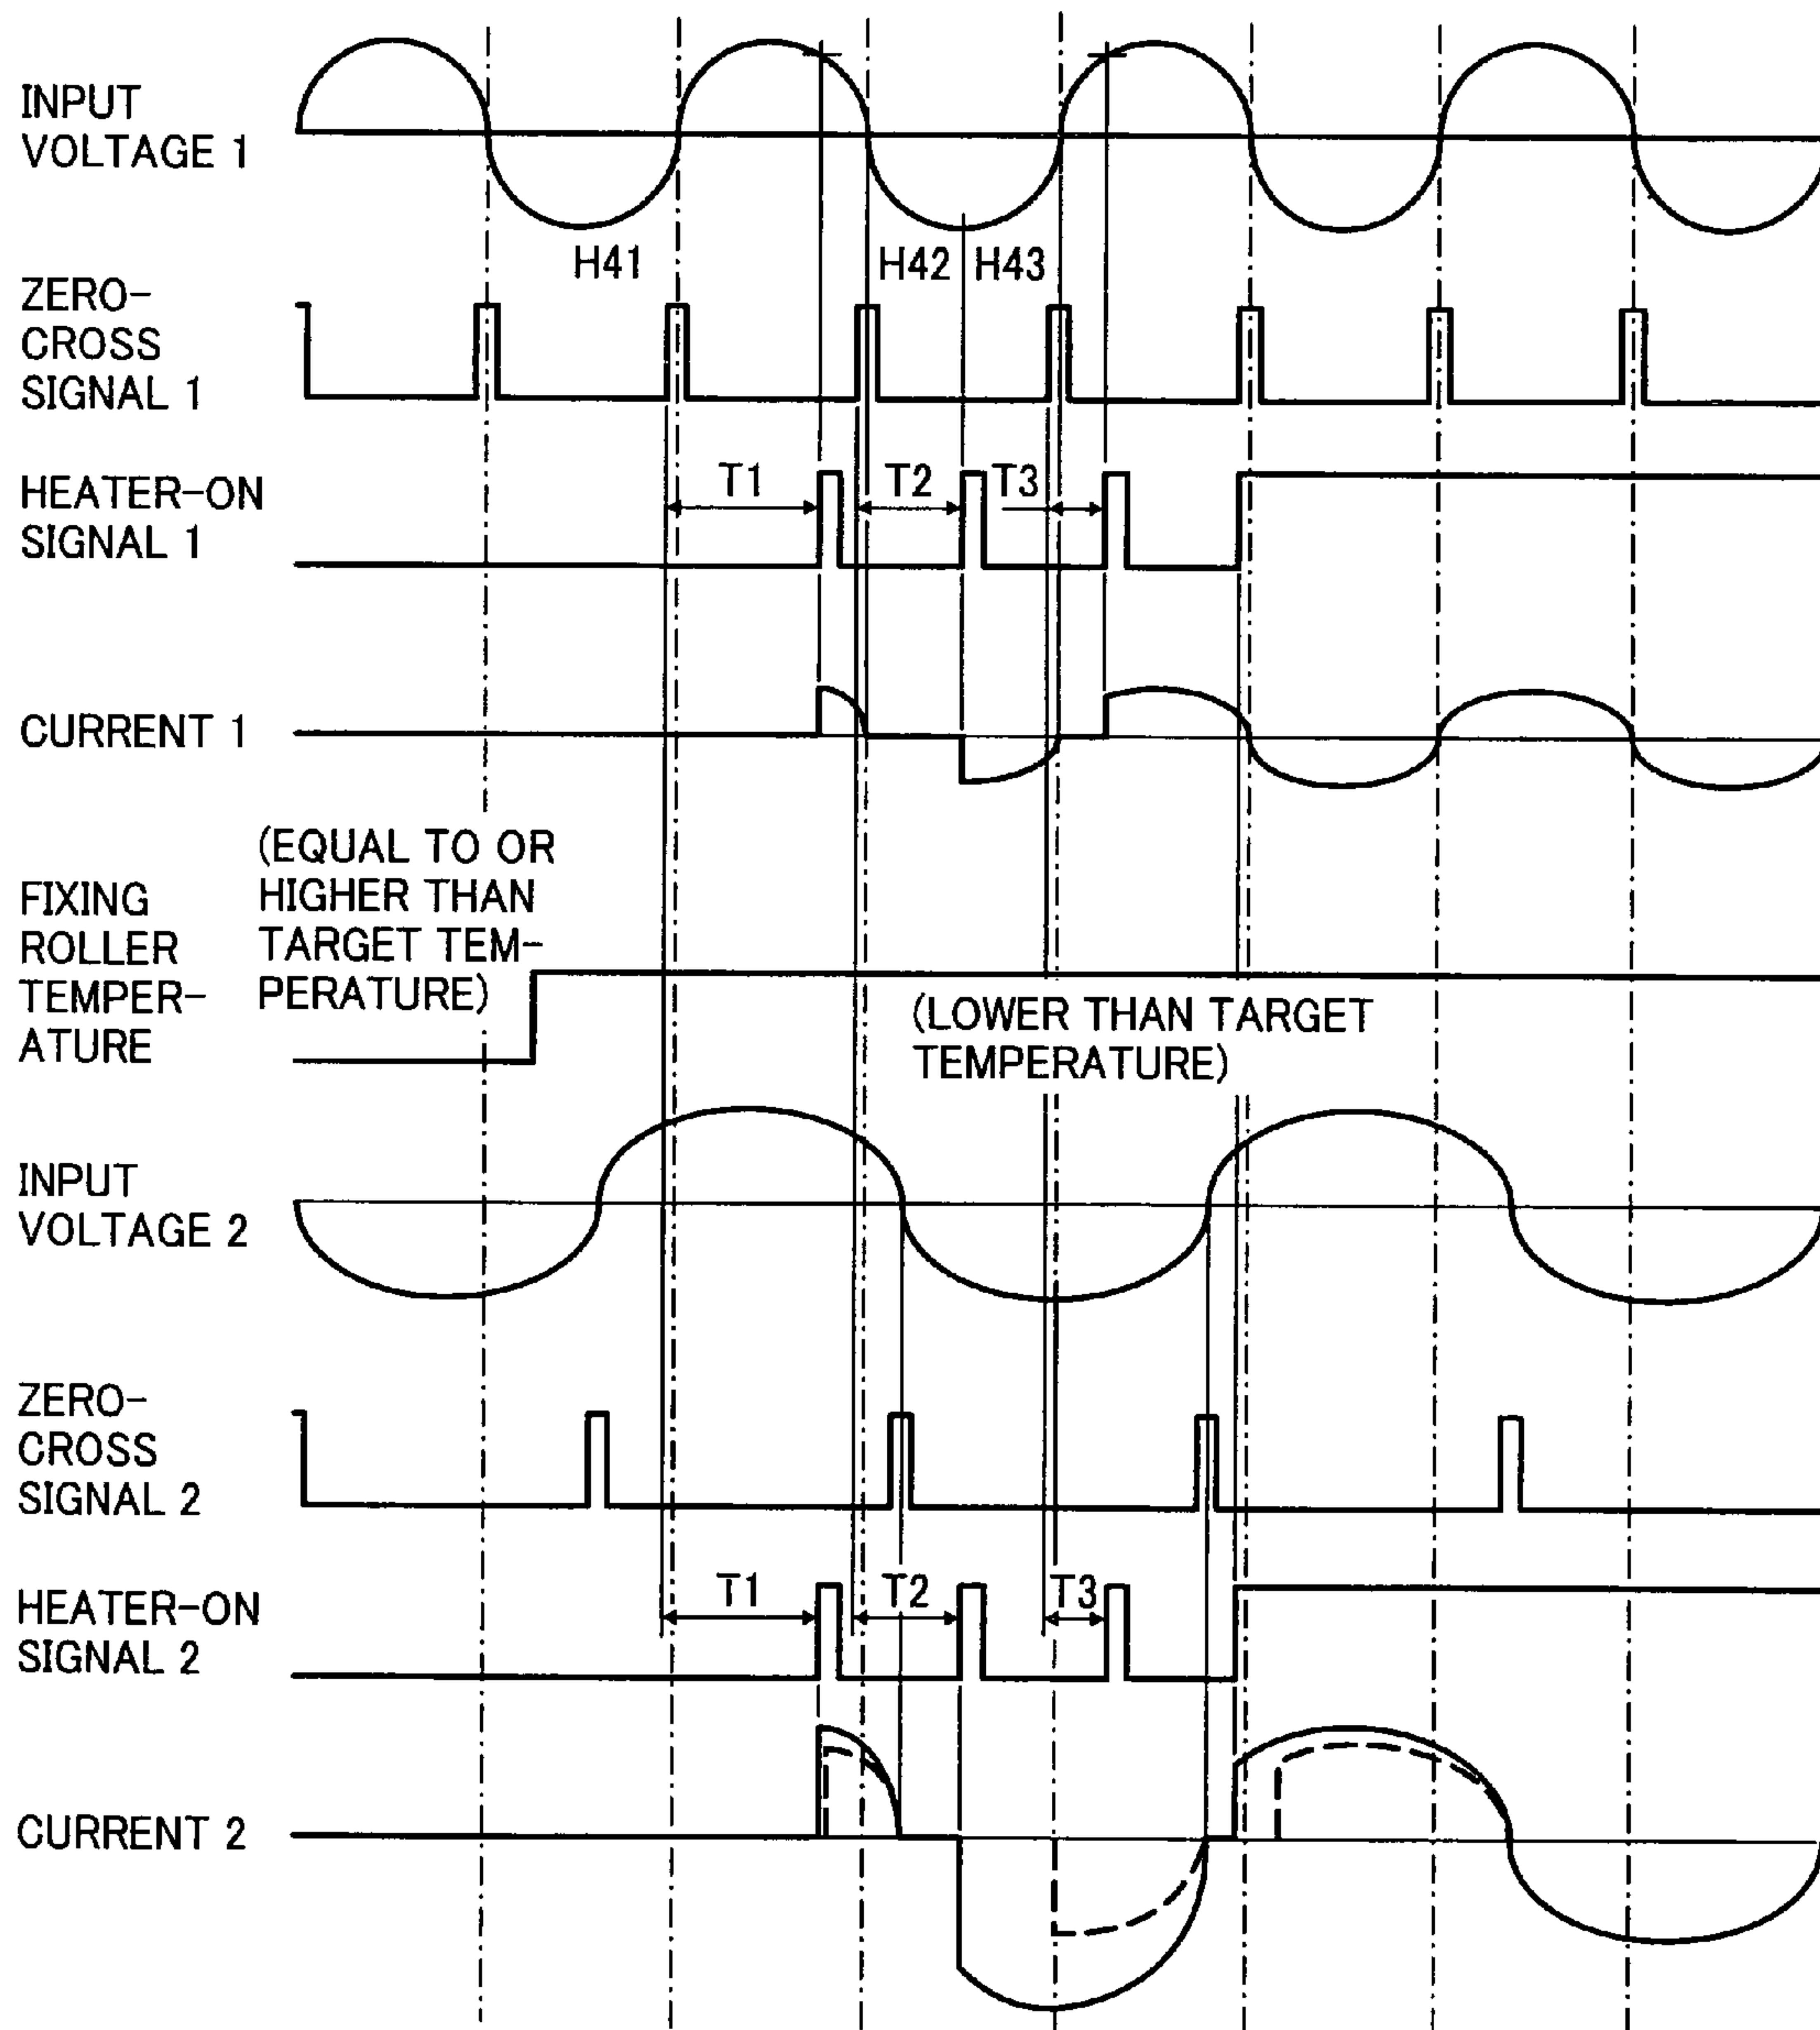 INPUT
VOLTAGE 1
H41
H42
H43
ZERO-
CROSS
SIGNAL 1
HEATER-ON
SIGNAL 1
T1
T2
T3
CURRENT 1
FIXING
ROLLER
TEMPER-
ATURE
(EQUAL TO OR
HIGHER THAN
TARGET TEM-
PERATURE)
(LOWER THAN TARGET
TEMPERATURE)
INPUT
VOLTAGE 2
ZERO-
CROSS
SIGNAL 2
HEATER-ON
SIGNAL 2
T1
T2
T3
CURRENT 2